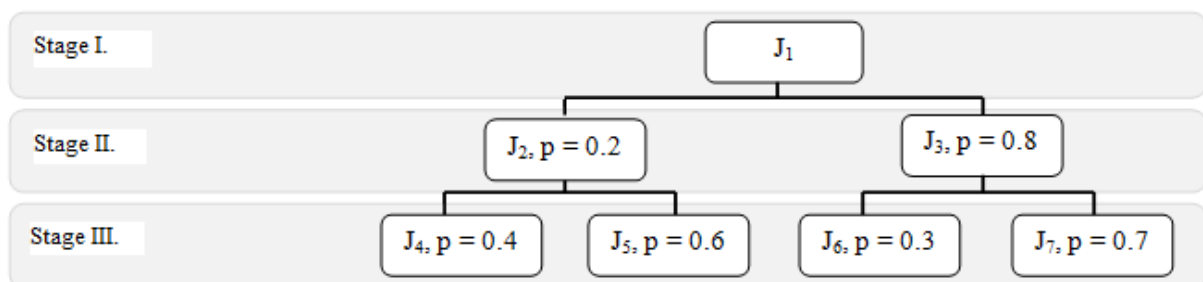 Stage I.
J₁
Stage II.
J₂, p = 0.2
J₃, p = 0.8
Stage III.
J₄, p = 0.4
J₅, p = 0.6
J₆, p = 0.3
J₇, p = 0.7